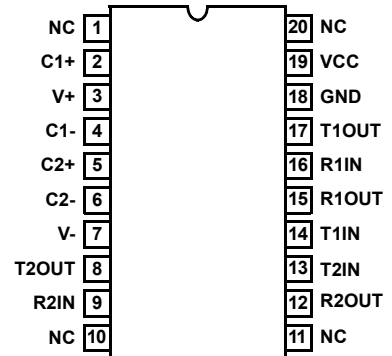 NC 1 20 NC
C1+ 2 19 VCC
V+ 3 18 GND
C1- 4 17 T1OUT
C2+ 5 16 R1IN
C2- 6 15 R1OUT
V- 7 14 T1IN
T2OUT 8 13 T2IN
R2IN 9 12 R2OUT
NC 10 11 NC